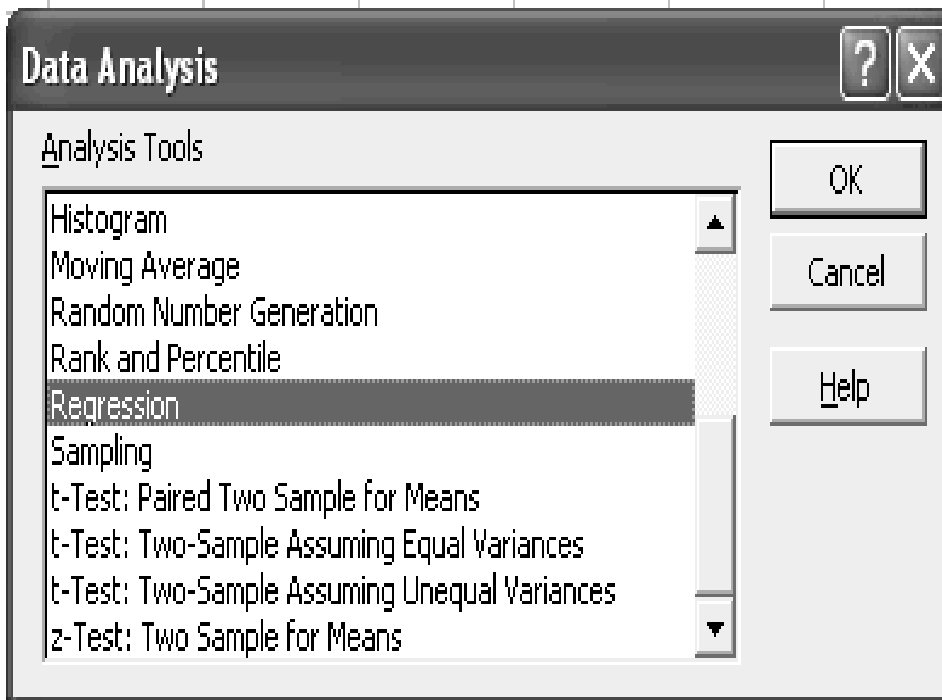 Data Analysis
Analysis Tools
Histogram
Moving Average
Random Number Generation
Rank and Percentile
Regression
Sampling
t-Test: Paired Two Sample for Means
t-Test: Two-Sample Assuming Equal Variances
t-Test: Two-Sample Assuming Unequal Variances
z-Test: Two Sample for Means
OK
Cancel
Help